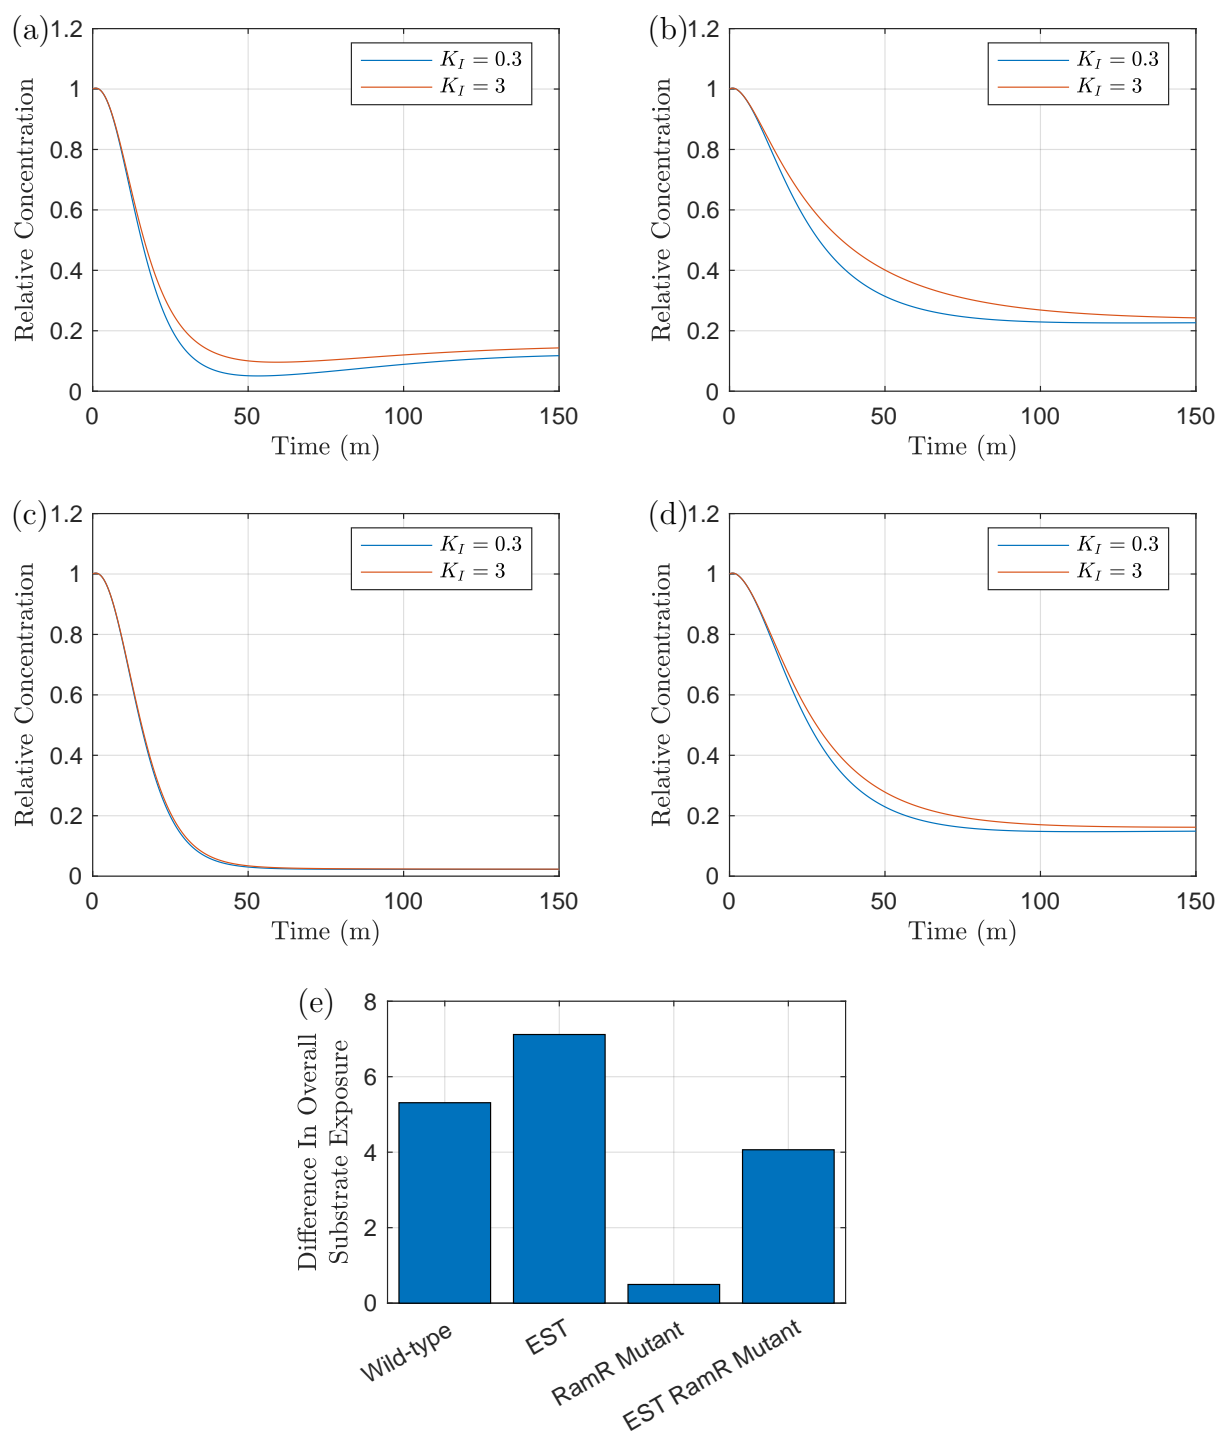 (a)
1.2
1
0.8
0.6
0.4
0.2
0
Relative Concentration
K_I = 0.3
K_I = 3
0 50 100 150
Time (m)
(b)
1.2
1
0.8
0.6
0.4
0.2
0
Relative Concentration
K_I = 0.3
K_I = 3
0 50 100 150
Time (m)
(c)
1.2
1
0.8
0.6
0.4
0.2
0
Relative Concentration
K_I = 0.3
K_I = 3
0 50 100 150
Time (m)
(d)
1.2
1
0.8
0.6
0.4
0.2
0
Relative Concentration
K_I = 0.3
K_I = 3
0 50 100 150
Time (m)
(e)
8
6
4
2
0
Difference In Overall
Substrate Exposure
Wild-type
EST
RamR Mutant
EST RamR Mutant